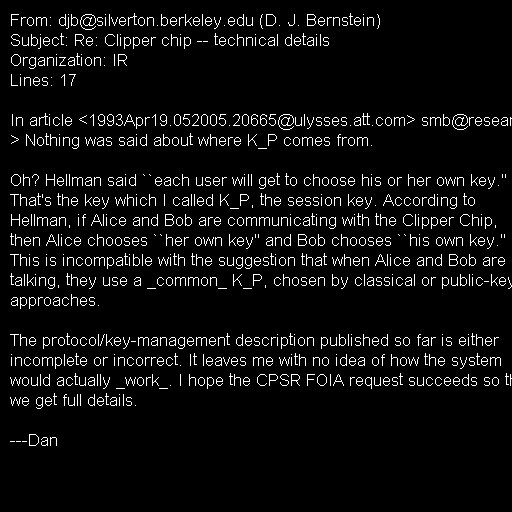 From: djb@silverton.berkeley.edu (D. J. Bernstein)
Subject: Re: Clipper chip -- technical details
Organization: IR
Lines: 17

In article <1993Apr19.052005.20665@ulysses.att.com> smb@resear
> Nothing was said about where K_P comes from.

Oh? Hellman said ``each user will get to choose his or her own key.''
That's the key which I called K_P, the session key. According to
Hellman, if Alice and Bob are communicating with the Clipper Chip,
then Alice chooses ``her own key'' and Bob chooses ``his own key.''
This is incompatible with the suggestion that when Alice and Bob are
talking, they use a _common_ K_P, chosen by classical or public-key
approaches.

The protocol/key-management description published so far is either
incomplete or incorrect. It leaves me with no idea of how the system
would actually _work_. I hope the CPSR FOIA request succeeds so th
we get full details.

---Dan